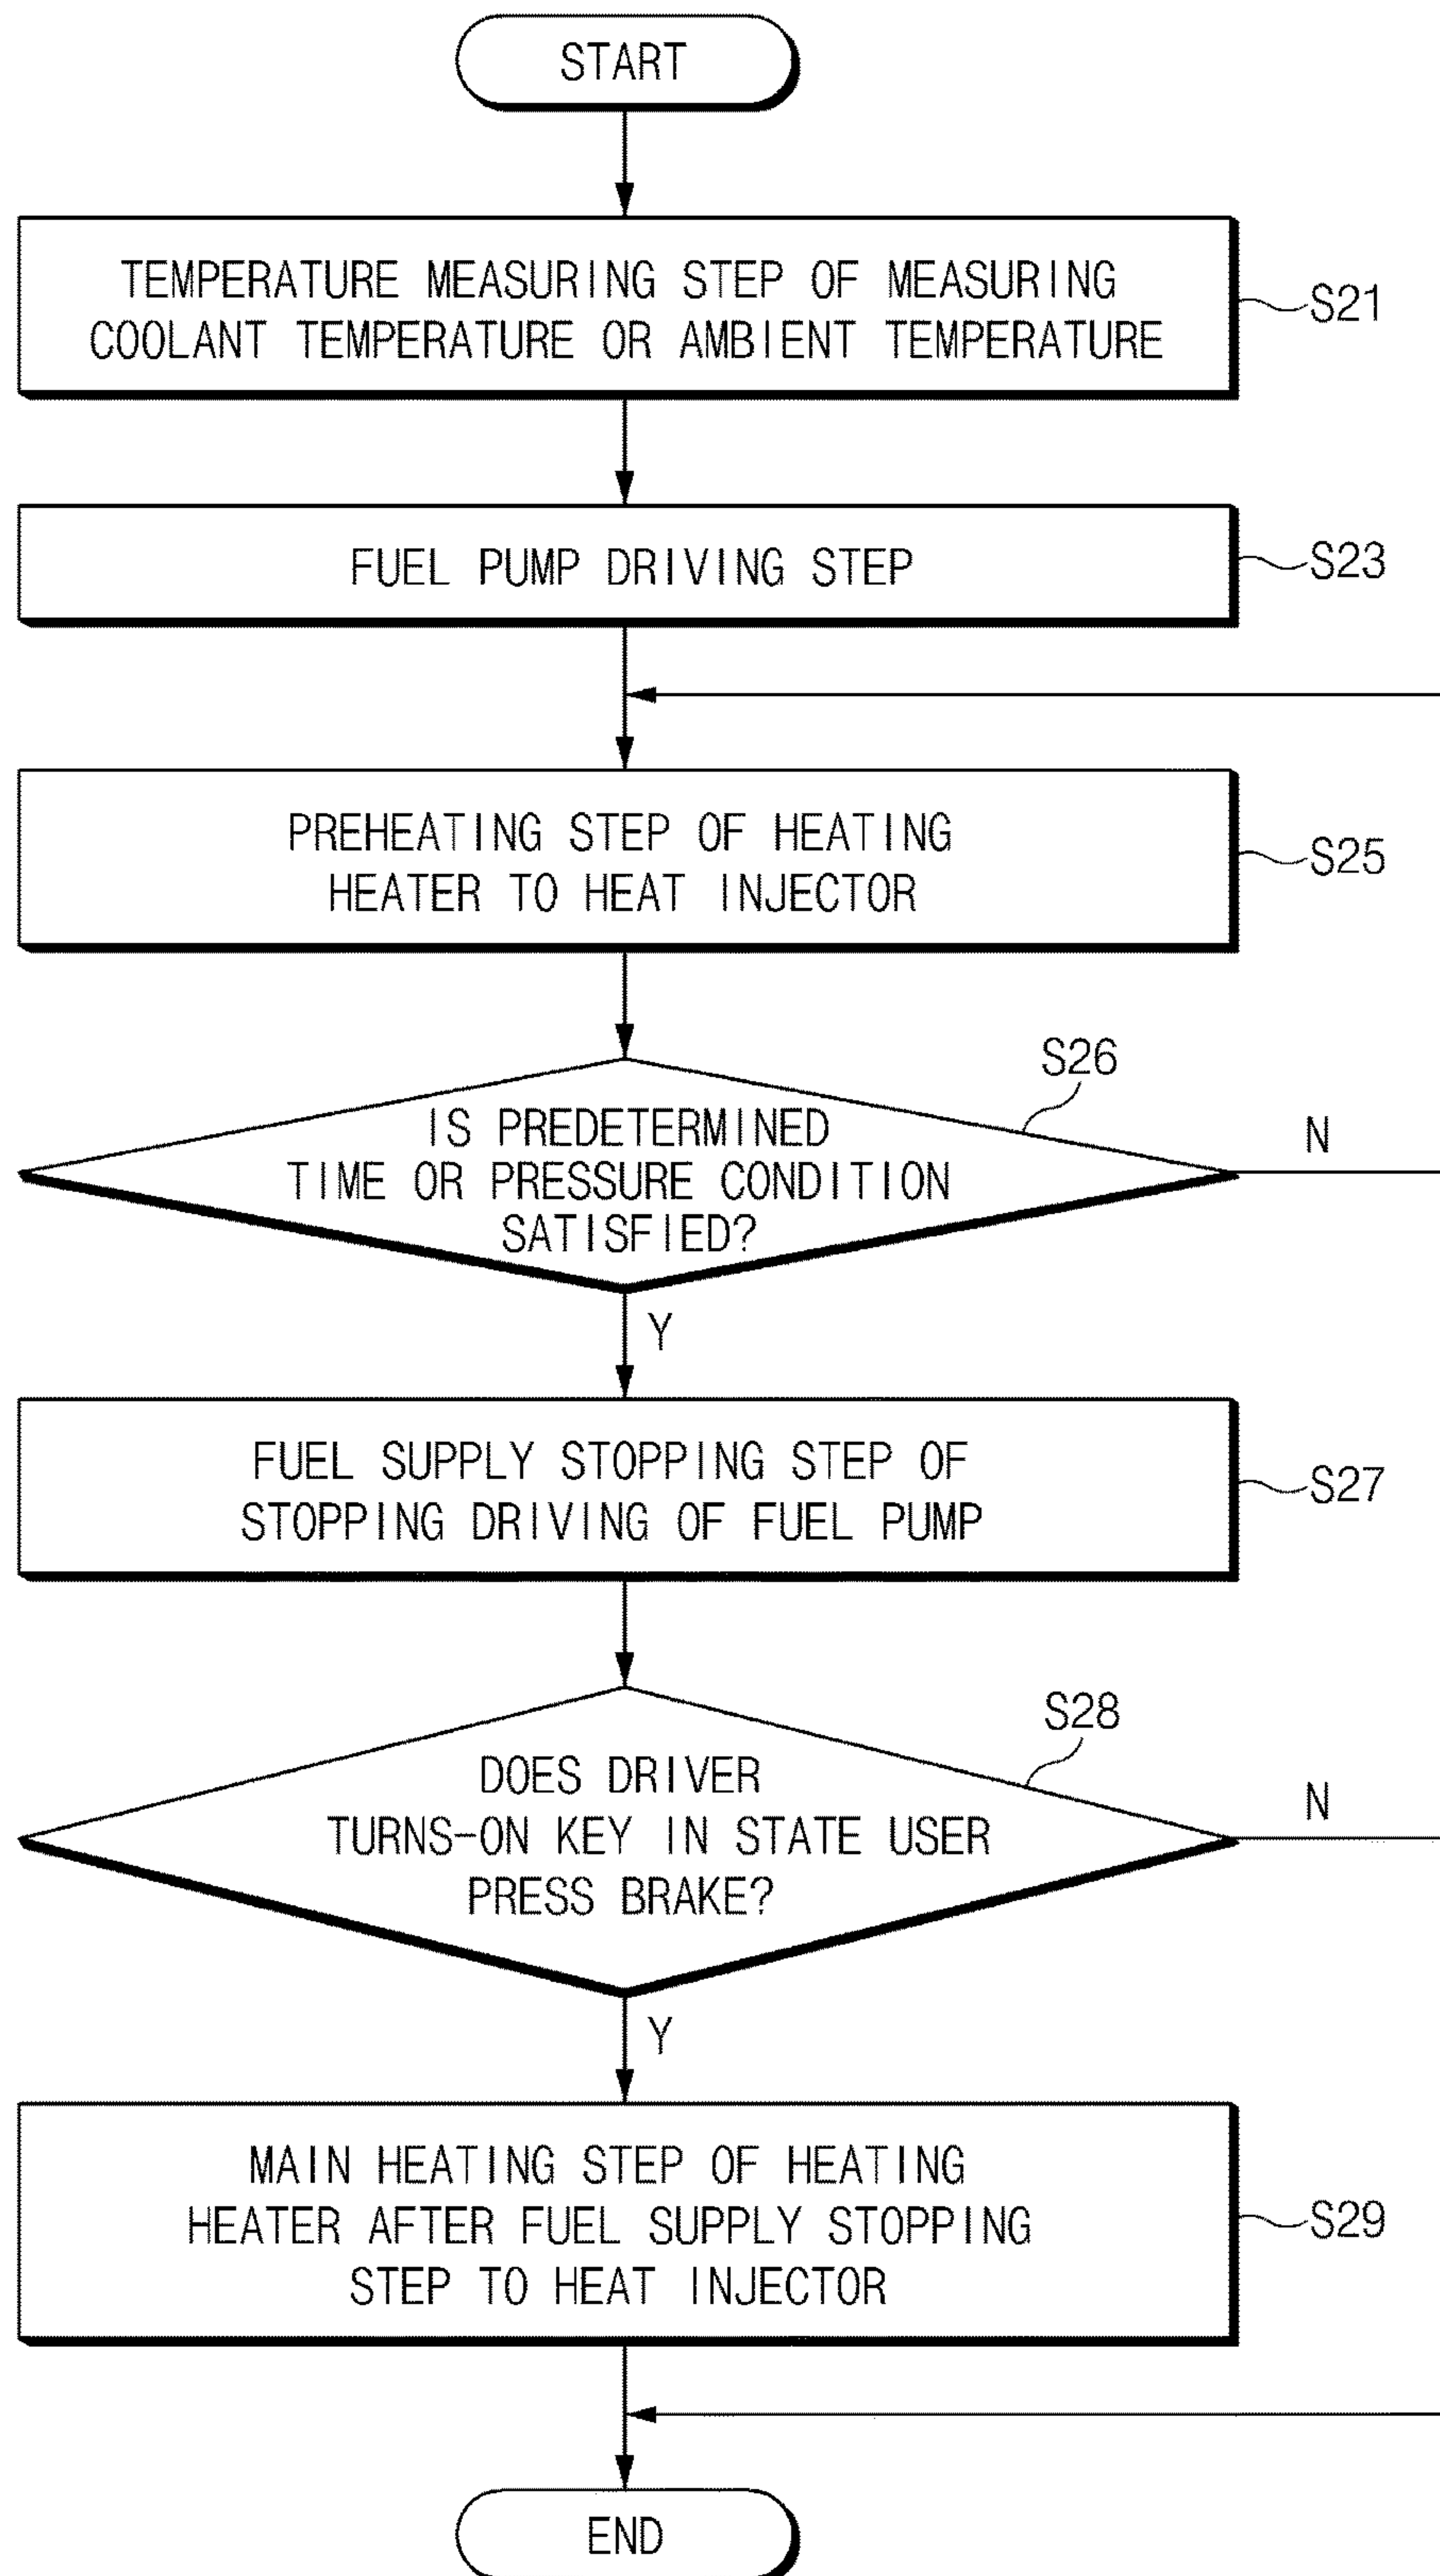 START
TEMPERATURE MEASURING STEP OF MEASURING
COOLANT TEMPERATURE OR AMBIENT TEMPERATURE
S21
FUEL PUMP DRIVING STEP
S23
PREHEATING STEP OF HEATING
HEATER TO HEAT INJECTOR
S25
S26
IS PREDETERMINED
TIME OR PRESSURE CONDITION
SATISFIED?
N
Y
FUEL SUPPLY STOPPING STEP OF
STOPPING DRIVING OF FUEL PUMP
S27
S28
DOES DRIVER
TURNS-ON KEY IN STATE USER
PRESS BRAKE?
N
Y
MAIN HEATING STEP OF HEATING
HEATER AFTER FUEL SUPPLY STOPPING
STEP TO HEAT INJECTOR
S29
END